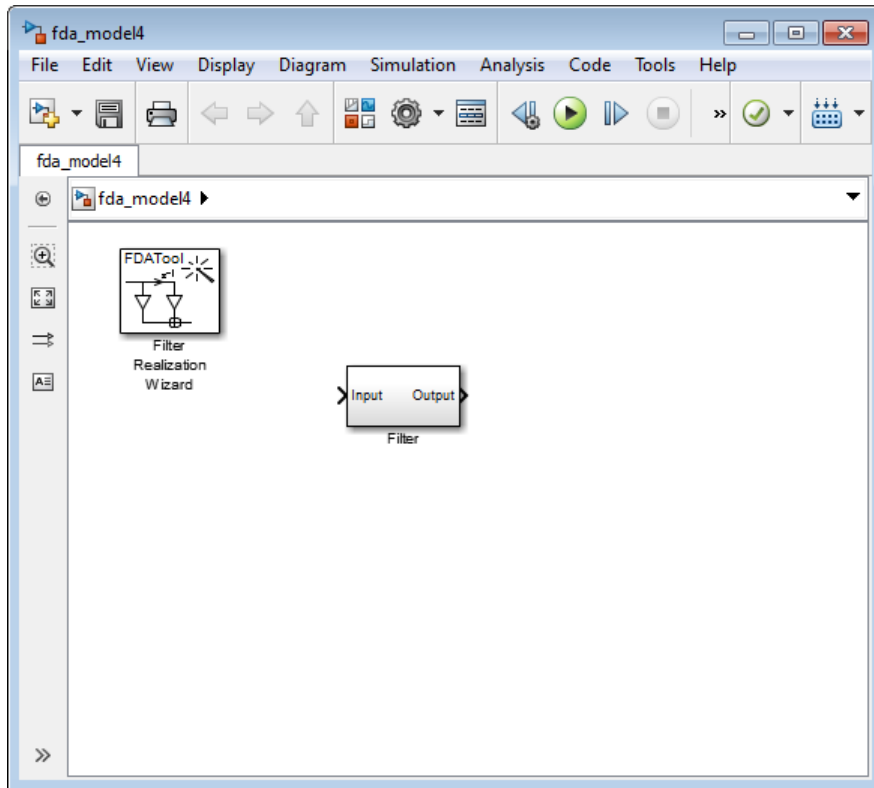 fda_model4
File Edit View Display Diagram Simulation Analysis Code Tools Help
fda_model4
fda_model4
FDATool
z-1
Filter
Realization
Wizard
Input Output
Filter